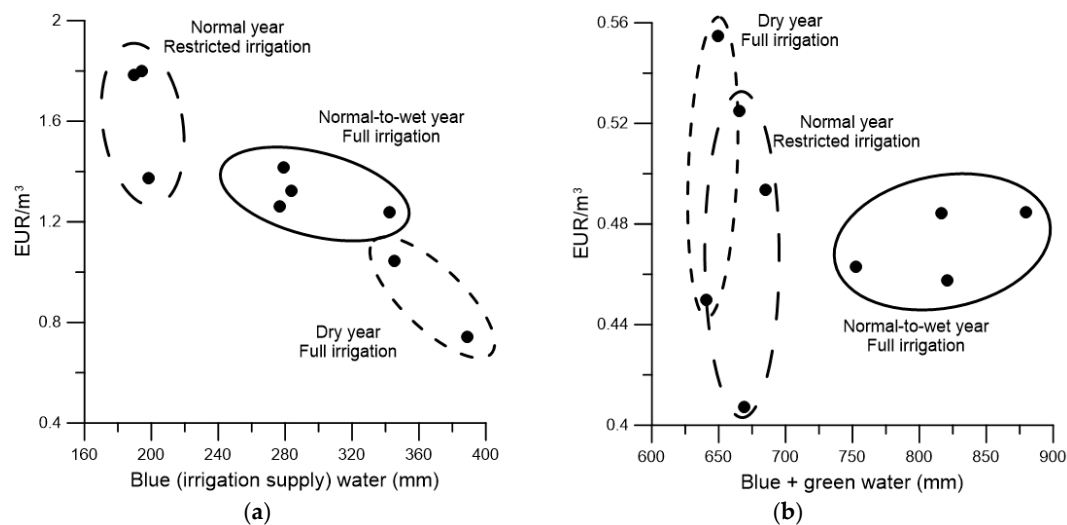 2
1.6
1.2
0.8
0.4
EUR/m³
160
200
240
280
320
360
400
Blue (irrigation supply) water (mm)
Normal year
Restricted irrigation
Normal-to-wet year
Full irrigation
Dry year
Full irrigation
(a)
0.56
0.52
0.48
0.44
0.4
EUR/m³
600
650
700
750
800
850
900
Blue + green water (mm)
Dry year
Full irrigation
Normal year
Restricted irrigation
Normal-to-wet year
Full irrigation
(b)